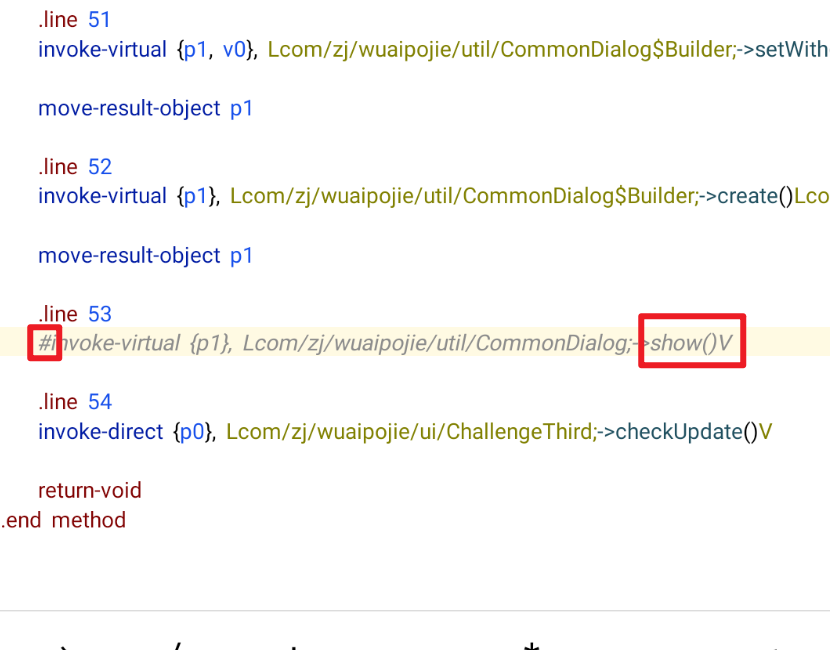 .line 51
invoke-virtual {p1, v0}, Lcom/zj/wuaipojie/util/CommonDialog$Builder;->setWith
move-result-object p1
.line 52
invoke-virtual {p1}, Lcom/zj/wuaipojie/util/CommonDialog$Builder;->create()Lco
move-result-object p1
.line 53
#invoke-virtual {p1}, Lcom/zj/wuaipojie/util/CommonDialog;->show()V
.line 54
invoke-direct {p0}, Lcom/zj/wuaipojie/ui/ChallengeThird;->checkUpdate()V
return-void
.end method